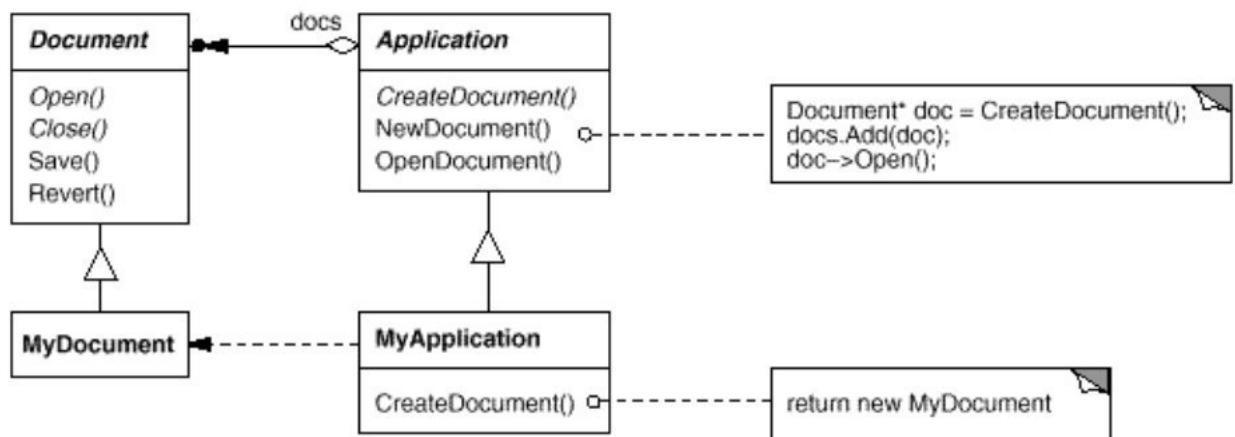 docs
Document
Open()
Close()
Save()
Revert()
Application
CreateDocument()
NewDocument()
OpenDocument()
Document* doc = CreateDocument();
docs.Add(doc);
doc->Open();
MyDocument
MyApplication
CreateDocument()
return new MyDocument